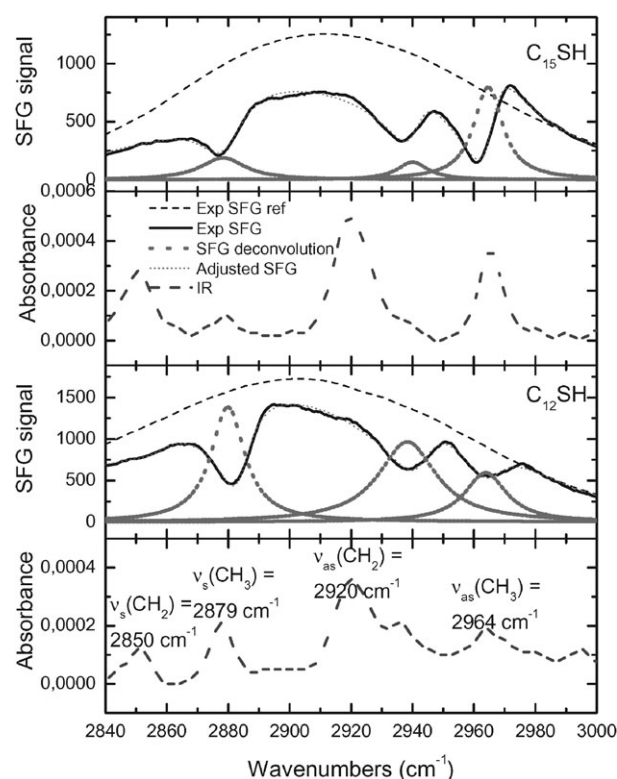 C₁₅SH
SFG signal
1000
500
0
0,0006
Exp SFG ref
Exp SFG
SFG deconvolution
Adjusted SFG
IR
Absorbance
0,0004
0,0002
0,0000
C₁₂SH
SFG signal
1500
1000
500
0
νₛ(CH₂) =
2850 cm⁻¹
νₛ(CH₃) =
2879 cm⁻¹
νₐₛ(CH₂) =
2920 cm⁻¹
νₐₛ(CH₃) =
2964 cm⁻¹
Absorbance
0,0004
0,0002
0,0000
2840 2860 2880 2900 2920 2940 2960 2980 3000
Wavenumbers (cm⁻¹)